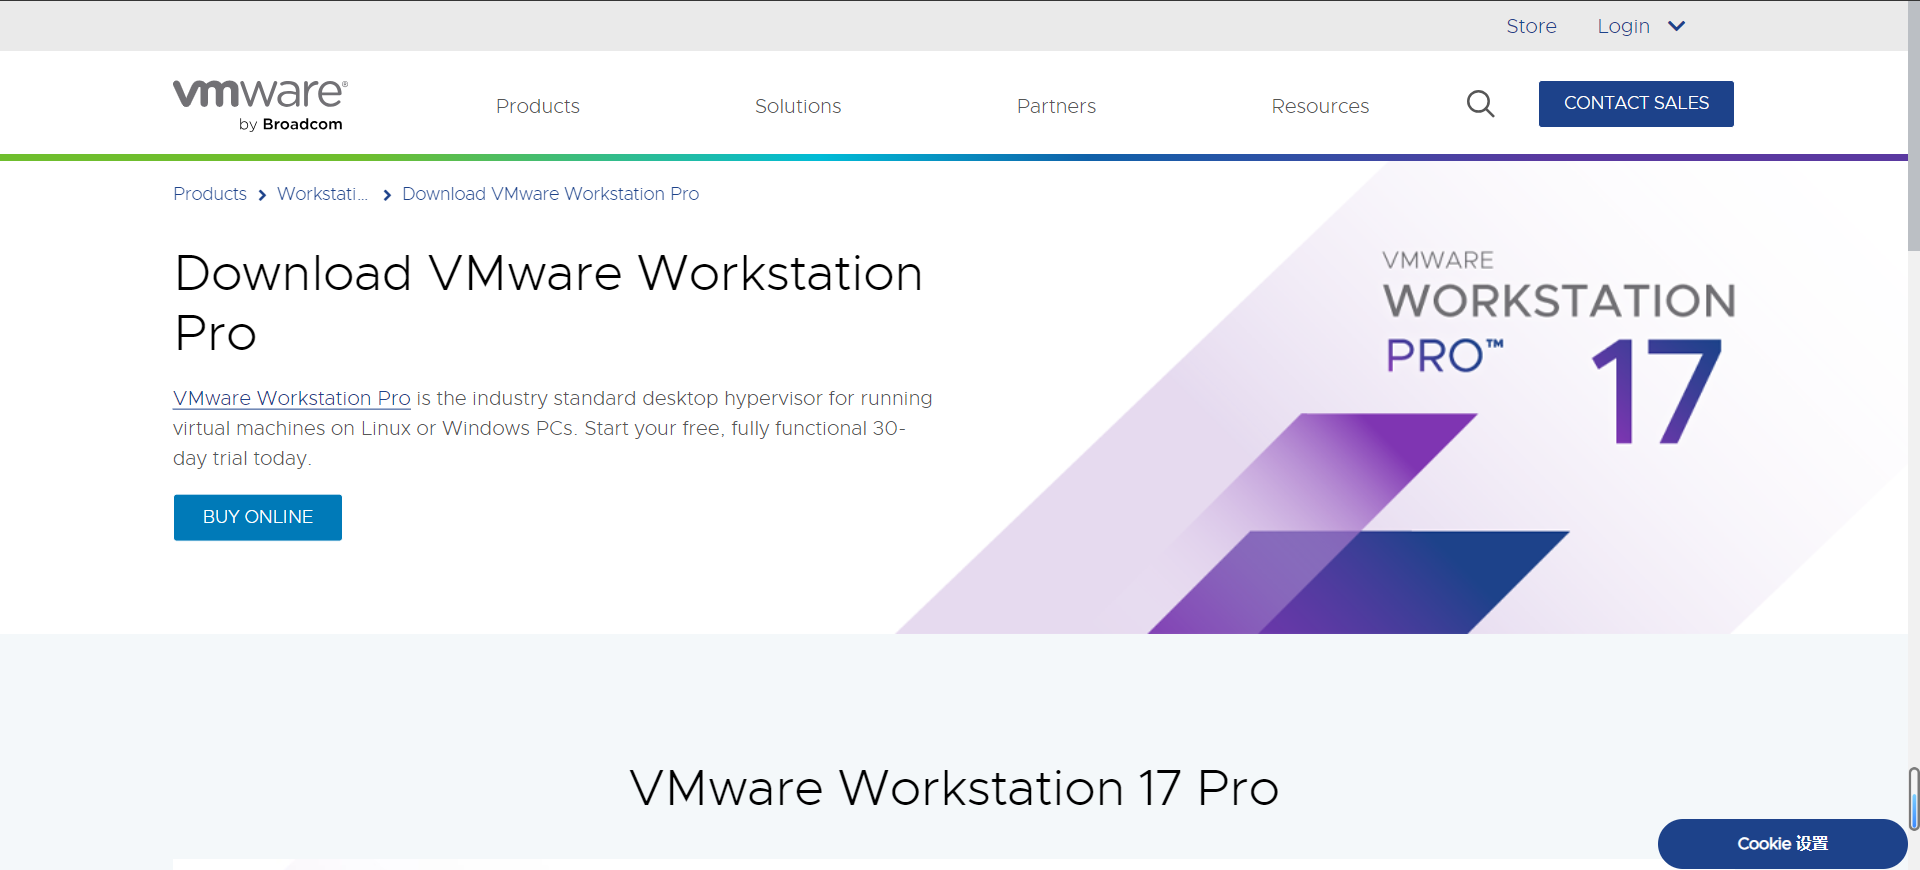 Store Login
vmware®
by Broadcom
Products Solutions Partners Resources CONTACT SALES
Products Workstati... Download VMware Workstation Pro
Download VMware Workstation
Pro
VMware Workstation Pro is the industry standard desktop hypervisor for running
virtual machines on Linux or Windows PCs. Start your free, fully functional 30-
day trial today.
BUY ONLINE
VMWARE
WORKSTATION
PRO™ 17
VMware Workstation 17 Pro
Cookie 设置